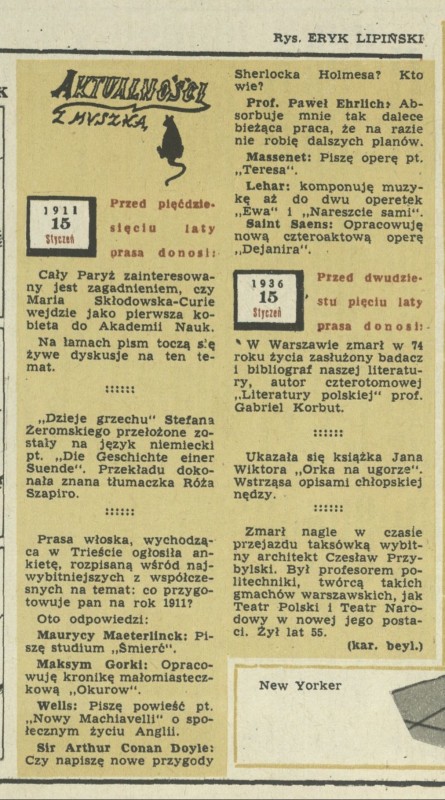 Rys. ERYK LIPIŃSKI
K
AKTUALNOŚCI
Z MYSZKĄ
1911
15
Styczeń
Przed pięćdzie-
sięciu laty
prasa donosi:
Cały Paryż zainteresowa-
ny jest zagadnieniem, czy
Maria Skłodowska-Curie
wejdzie jako pierwsza ko-
bieta do Akademii Nauk.
Na łamach pism toczą się
żywe dyskusje na ten te-
mat.
::::::
„Dzieje grzechu" Stefana
Żeromskiego przełożone zo-
stały na język niemiecki
pt. „Die Geschichte einer
Suende". Przekładu doko-
nała znana tłumaczka Róża
Szapiro.
::::::
Prasa włoska, wychodzą-
ca w Trieście ogłosiła an-
kietę, rozpisaną wśród naj-
wybitniejszych z współcze-
snych na temat: co przygo-
towuje pan na rok 1911?
Oto odpowiedzi:
Maurycy Maeterlinck: Pi-
szę studium „Śmierć".
Maksym Gorki: Opraco-
wuję kronikę małomiastecz-
kową „Okurow".
Wells: Piszę powieść pt.
„Nowy Machiavelli" o spo-
łecznym życiu Anglii.
Sir Arthur Conan Doyle:
Czy napiszę nowe przygody
Sherlocka Holmesa? Kto
wie?
Prof. Paweł Ehrlich: Ab-
sorbuje mnie tak dalece
bieżąca praca, że na razie
nie robię dalszych planów.
Massenet: Piszę operę pt.
„Teresa".
Lehar: komponuję muzy-
kę aż do dwu operetek
„Ewa" i „Nareszcie sami".
Saint Saens: Opracowuję
nową czteroaktową operę
„Dejanira".
1936
15
Styczeń
Przed dwudzie-
stu pięciu laty
prasa donosi:
W Warszawie zmarł w 74
roku życia zasłużony badacz
i bibliograf naszej literatu-
ry, autor czterotomowej
„Literatury polskiej" prof.
Gabriel Korbut.
::::::
Ukazała się książka Jana
Wiktora „Orka na ugorze".
Wstrząsa opisami chłopskiej
nędzy.
::::::
Zmarł nagle w czasie
przejazdu taksówką wybit-
ny architekt Czesław Przy-
bylski. Był profesorem po-
litechniki, twórcą takich
gmachów warszawskich, jak
Teatr Polski i Teatr Naro-
dowy w nowej jego posta-
ci. Żył lat 55.
(kar. beyl.)
New Yorker